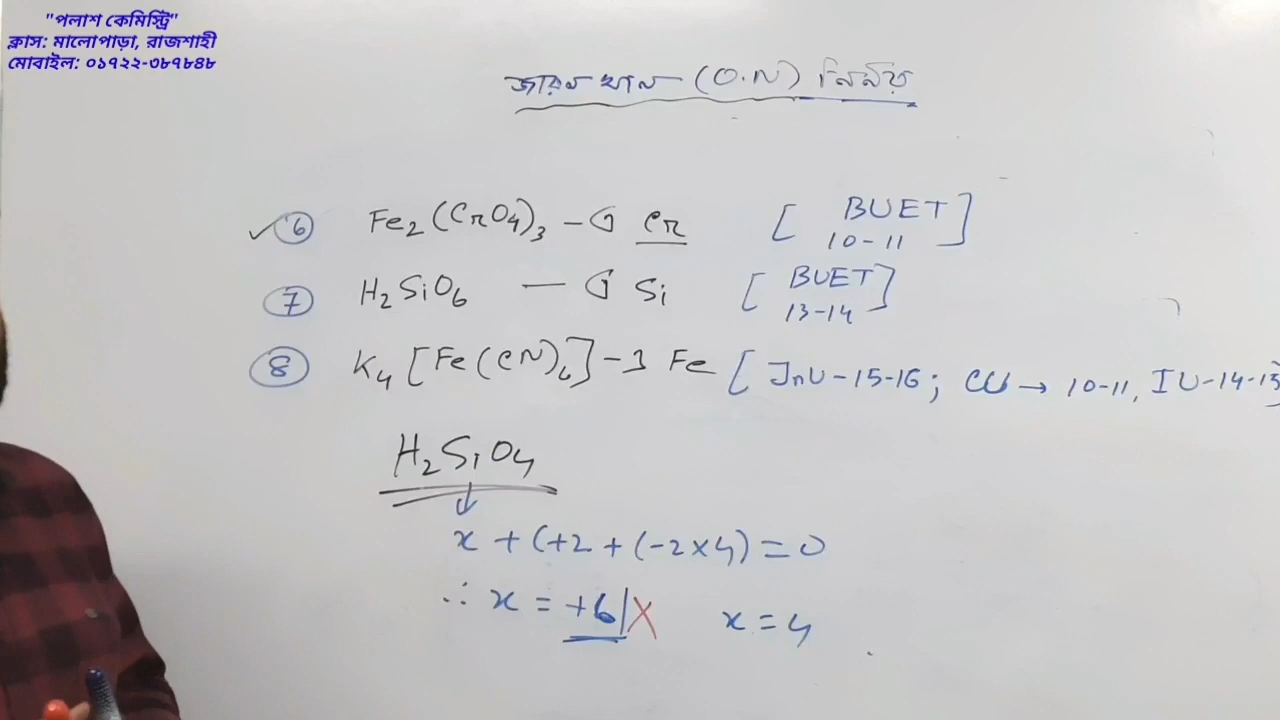 "পলাশ কেমিস্ট্রি"
ক্লাস: মালোপাড়া, রাজশাহী
মোবাইল: ০১৭২২-৩৮৭৮৪৮
জারন মান (O.N) নির্নয়
6 Fe₂(CrO₄)₃ - এ Cr [BUET 10-11]
7 H₂SiO₆ — এ Si [BUET 13-14]
8 K₄[Fe(CN)₆]-এ Fe [JnU-15-16; CU → 10-11, IU-14-15]
H₂SiO₄
x + (+2 + (-2×4) = 0
∴ x = +6 | X x = 4